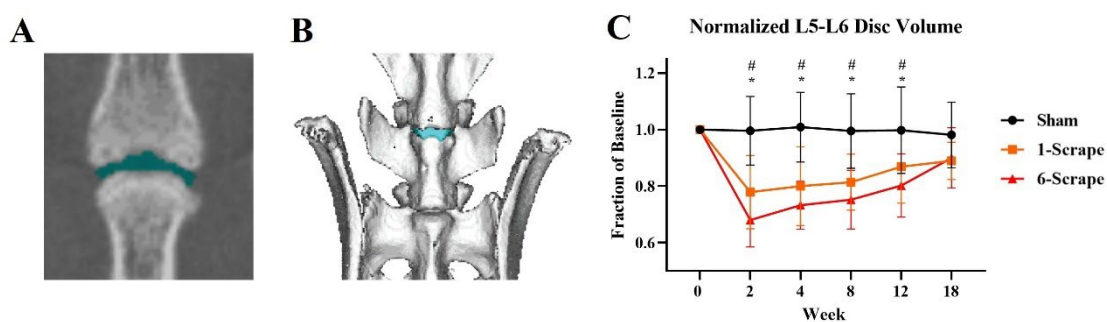 A
B
C
Normalized L5-L6 Disc Volume
Fraction of Baseline
1.2
1.0
0.8
0.6
# # # #
* * * *
0 2 4 8 12 18
Week
Sham
1-Scrape
6-Scrape